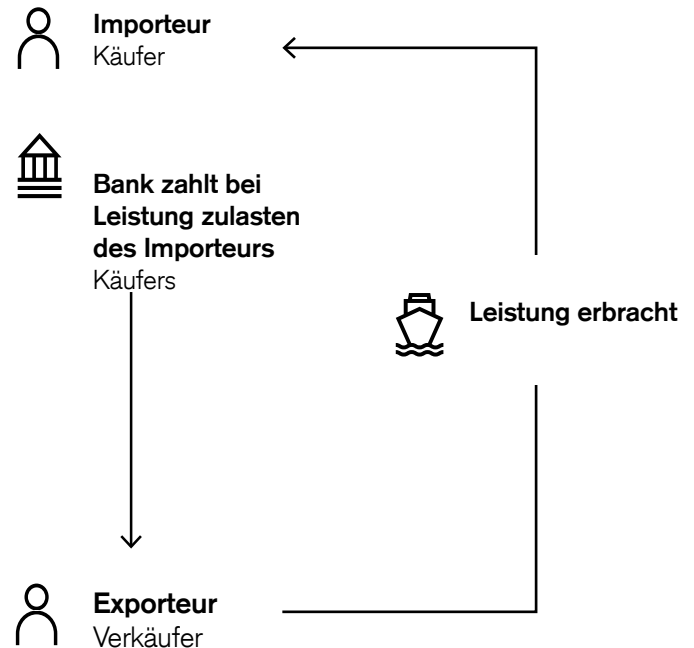 Importeur
Käufer
Bank zahlt bei
Leistung zulasten
des Importeurs
Käufers
Leistung erbracht
Exporteur
Verkäufer